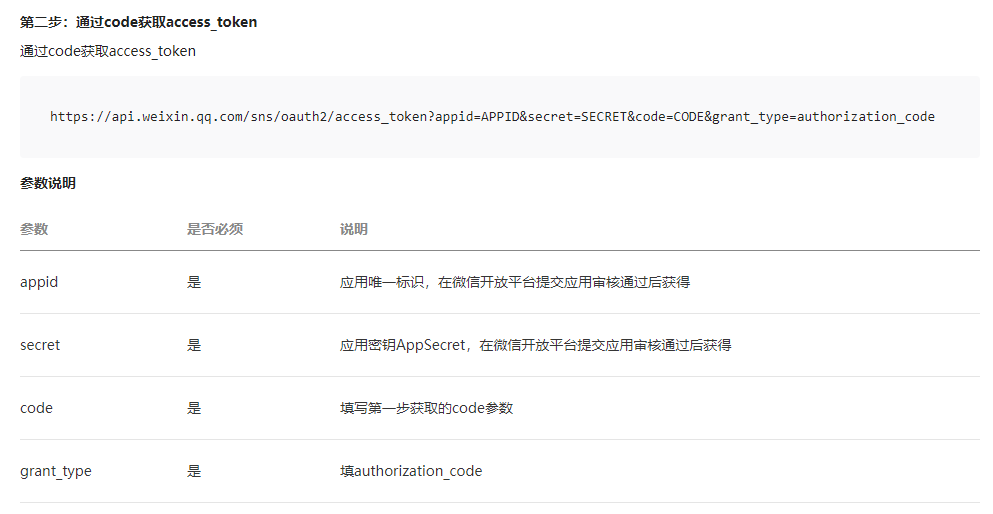 第二步：通过code获取access_token
通过code获取access_token
https://api.weixin.qq.com/sns/oauth2/access_token?appid=APPID&secret=SECRET&code=CODE&grant_type=authorization_code
参数说明
参数 是否必须 说明
appid 是 应用唯一标识，在微信开放平台提交应用审核通过后获得
secret 是 应用密钥AppSecret，在微信开放平台提交应用审核通过后获得
code 是 填写第一步获取的code参数
grant_type 是 填authorization_code